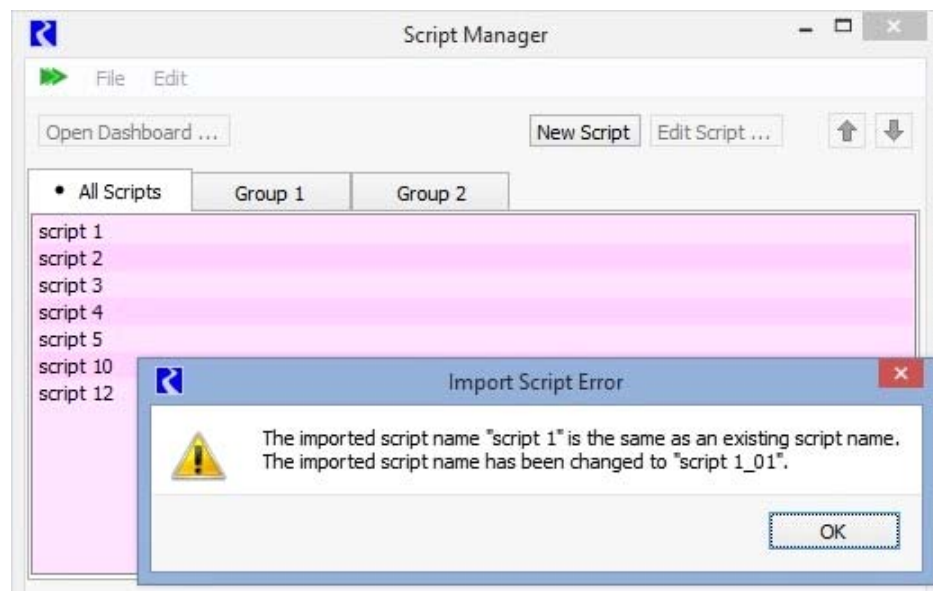 Script Manager
File Edit
Open Dashboard ... New Script Edit Script ...
• All Scripts Group 1 Group 2
script 1
script 2
script 3
script 4
script 5
script 10
script 12
Import Script Error
The imported script name "script 1" is the same as an existing script name.
The imported script name has been changed to "script 1_01".
OK